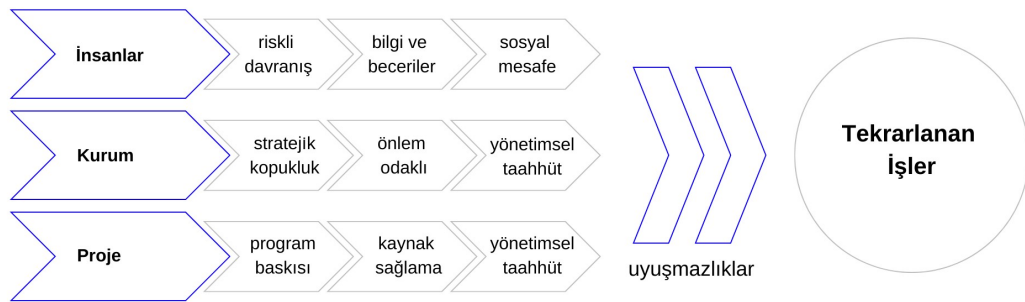 İnsanlar
riskli
davranış
bilgi ve
beceriler
sosyal
mesafe
Kurum
stratejik
kopukluk
önlem
odaklı
yönetimsel
taahhüt
Proje
program
baskısı
kaynak
sağlama
yönetimsel
taahhüt
uyuşmazlıklar
Tekrarlanan
İşler